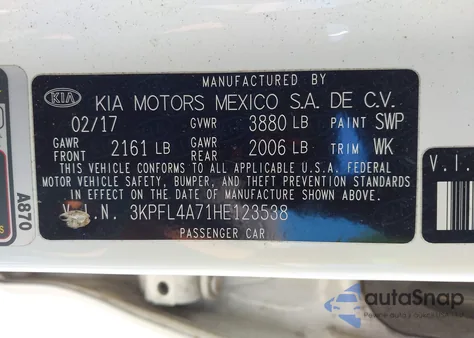 MANUFACTURED BY
KIA KIA MOTORS MEXICO S.A. DE C.V.
02/17 GVWR 3880 LB PAINT SWP
GAWR FRONT 2161 LB GAWR REAR 2006 LB TRIM WK
THIS VEHICLE CONFORMS TO ALL APPLICABLE U.S.A. FEDERAL
MOTOR VEHICLE SAFETY, BUMPER, AND THEFT PREVENTION STANDARDS
IN EFFECT ON THE DATE OF MANUFACTURE SHOWN ABOVE.
V. I. N. 3KPFL4A71HE123538
PASSENGER CAR
A870
V.I.
autoSnap